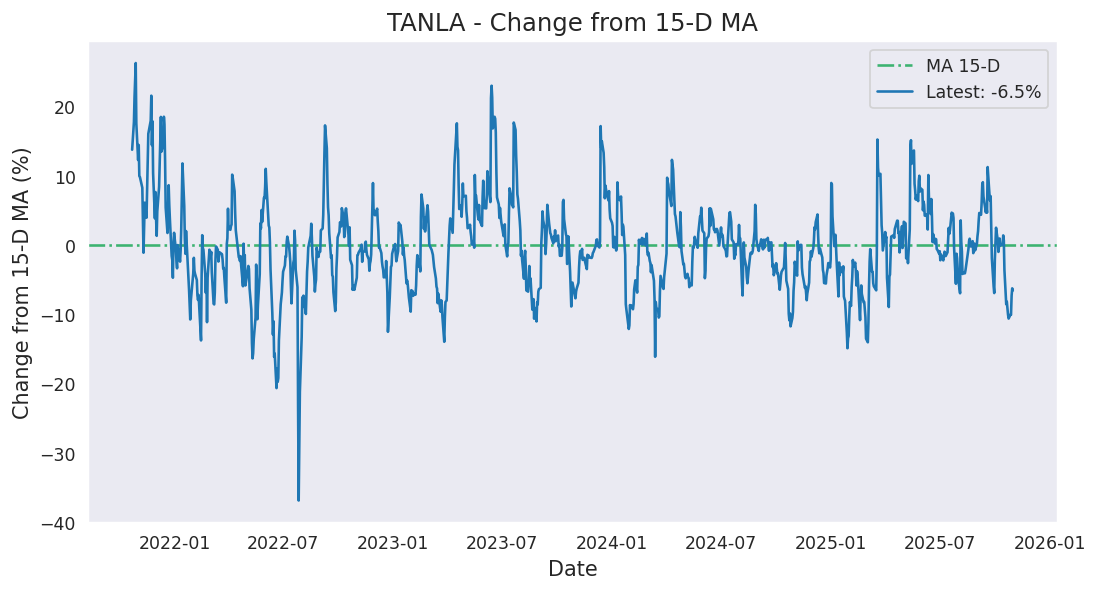 TANLA - Change from 15-D MA
MA 15-D
Latest: -6.5%
Change from 15-D MA (%)
20
10
0
−10
−20
−30
−40
2022-01 2022-07 2023-01 2023-07 2024-01 2024-07 2025-01 2025-07 2026-01
Date